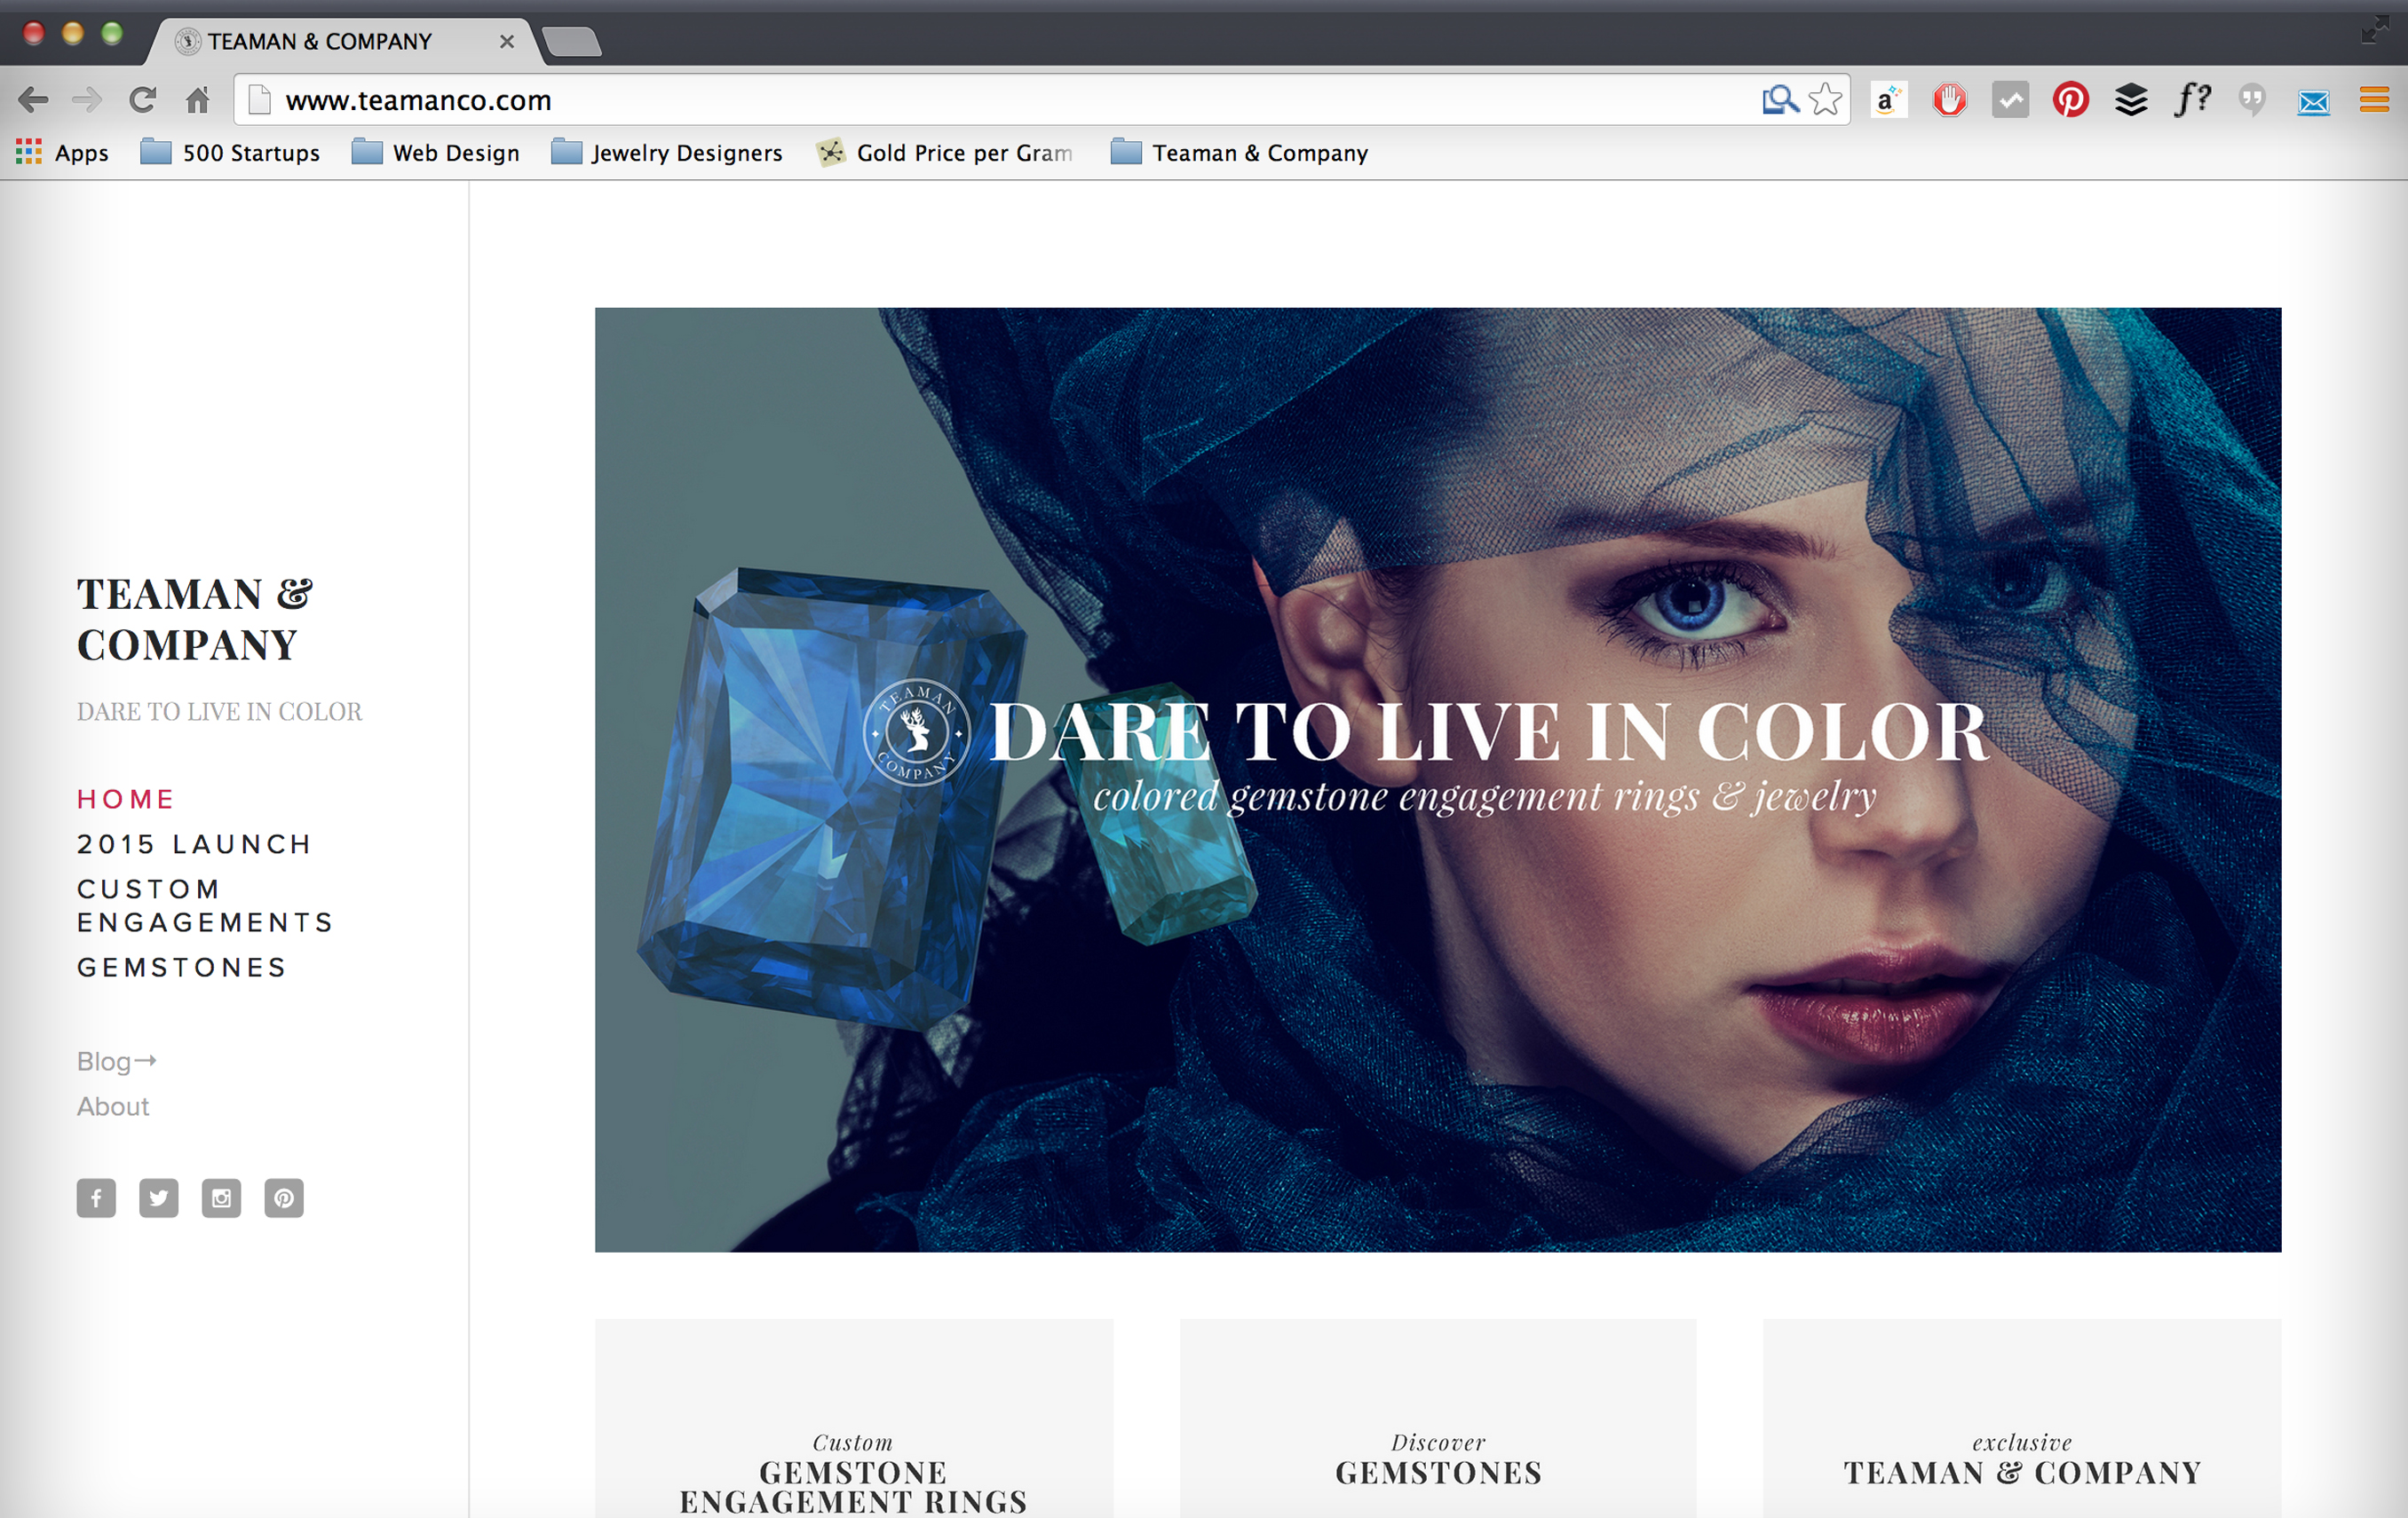 TEAMAN & COMPANY
www.teamanco.com
a
f?
Apps
500 Startups
Web Design
Jewelry Designers
Gold Price per Gram
Teaman & Company
TEAMAN &
COMPANY
DARE TO LIVE IN COLOR
HOME
2015 LAUNCH
CUSTOM
ENGAGEMENTS
GEMSTONES
Blog→
About
TEAMAN
COMPANY
DARE TO LIVE IN COLOR
colored gemstone engagement rings & jewelry
Custom
GEMSTONE
ENGAGEMENT RINGS
Discover
GEMSTONES
exclusive
TEAMAN & COMPANY